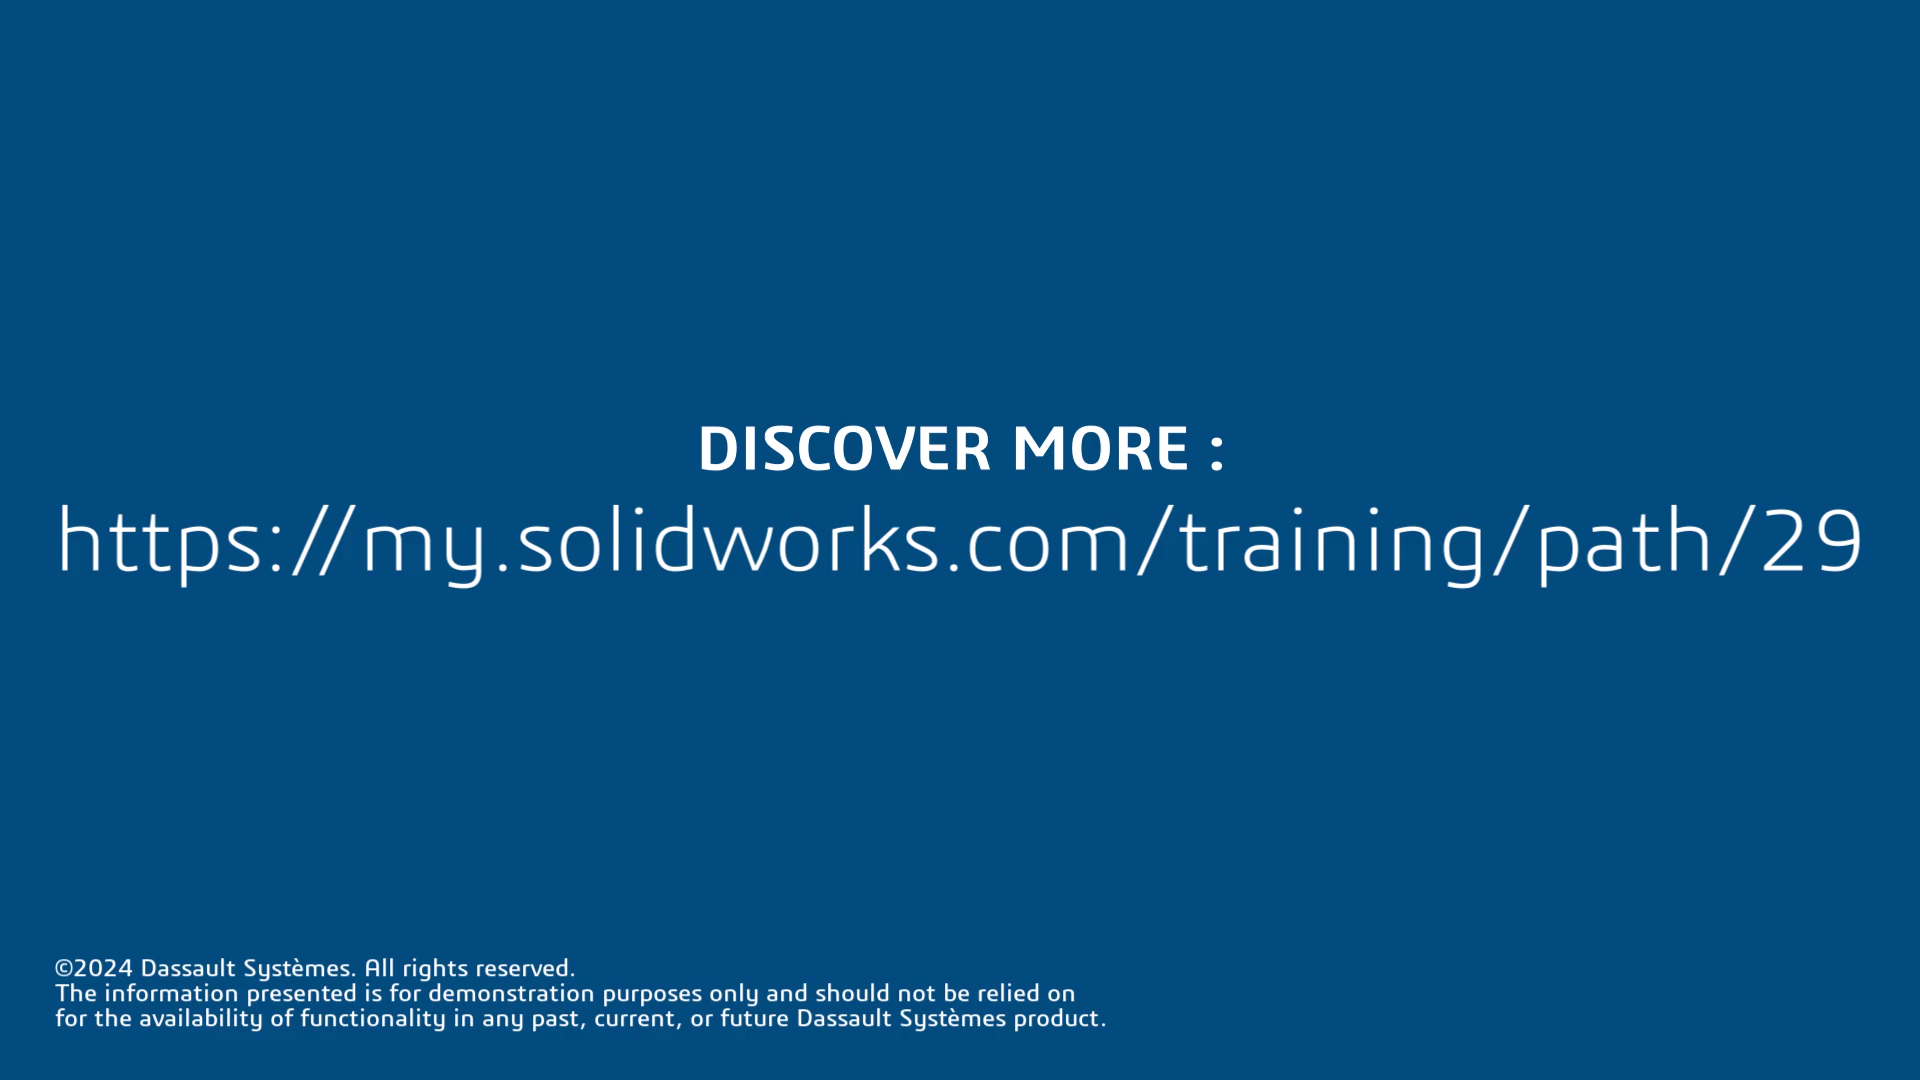 DISCOVER MORE :
https://my.solidworks.com/training/path/29
©2024 Dassault Systèmes. All rights reserved.
The information presented is for demonstration purposes only and should not be relied on
for the availability of functionality in any past, current, or future Dassault Systèmes product.